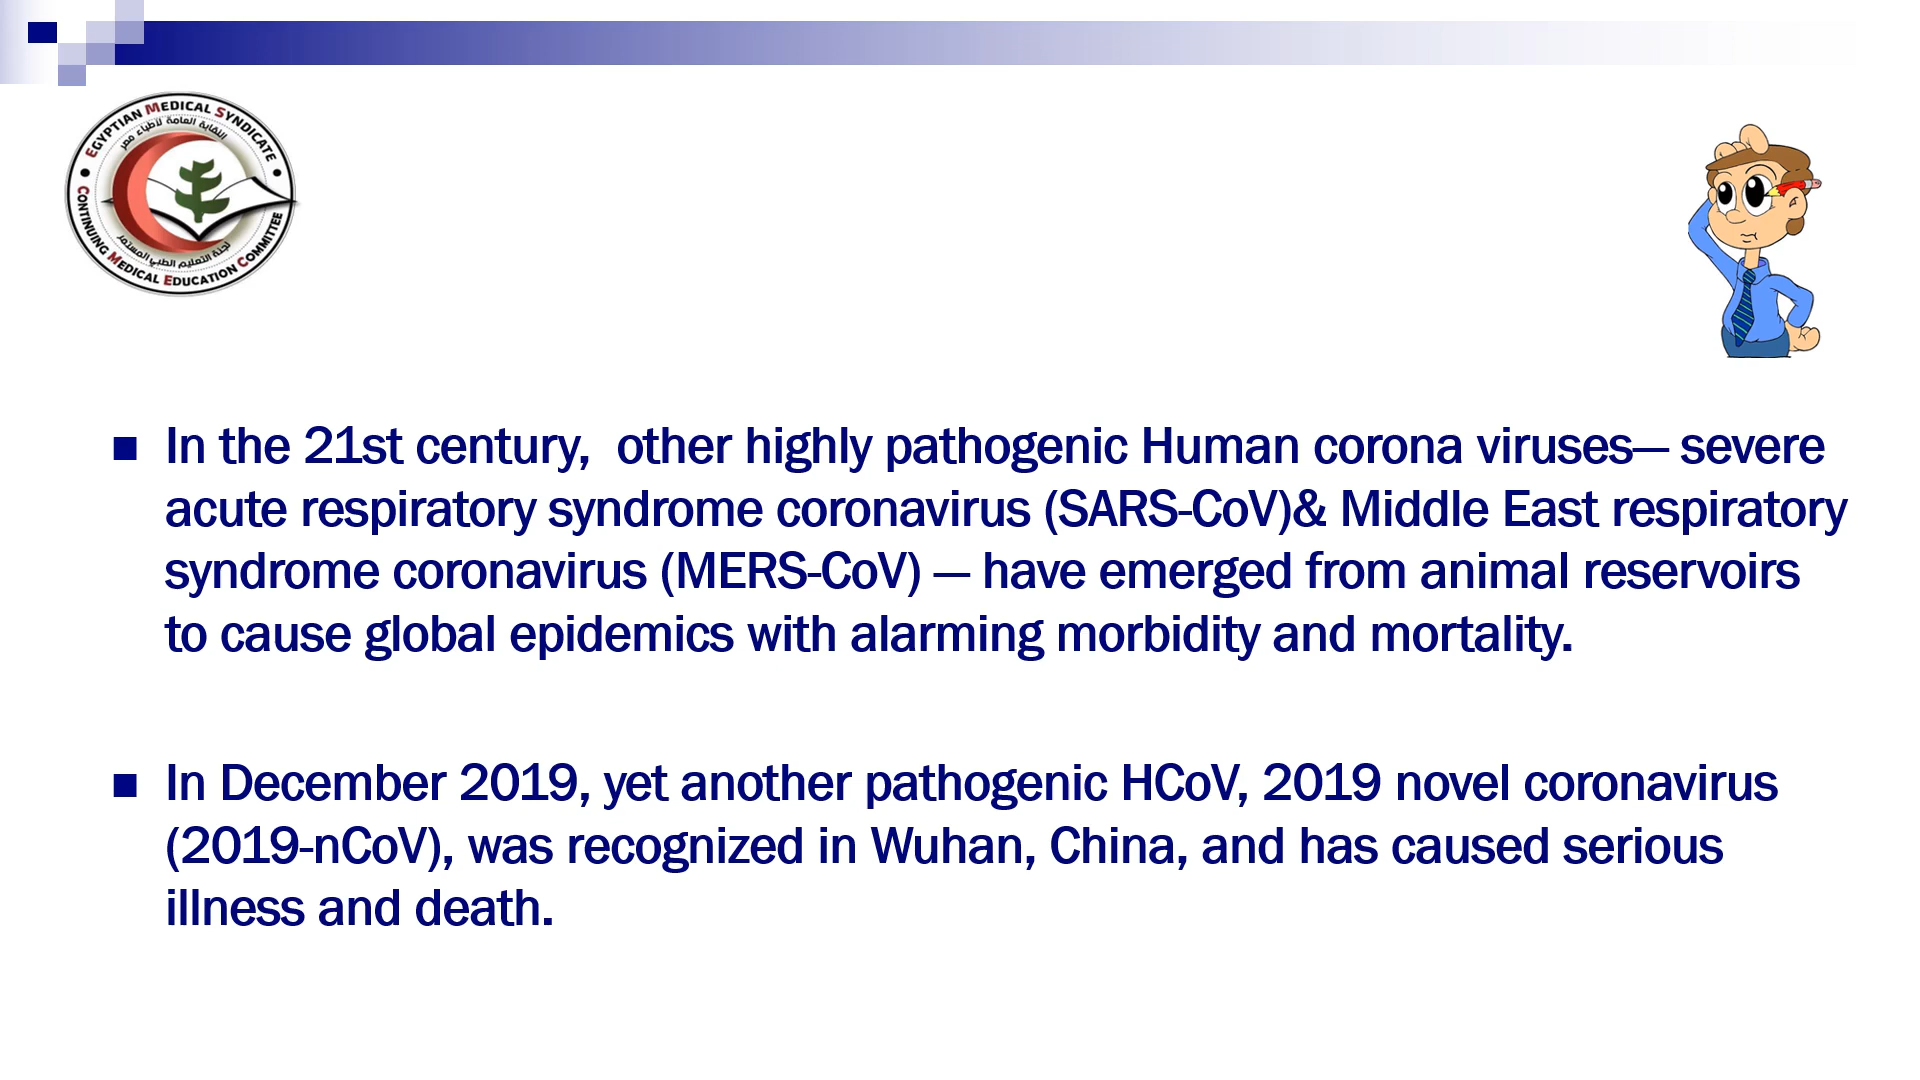 EGYPTIAN MEDICAL SYNDICATE
النقابة العامة لأطباء مصر
لجنة التعليم الطبي المستمر
CONTINUING MEDICAL EDUCATION COMMITTEE
■ In the 21st century,  other highly pathogenic Human corona viruses— severe
acute respiratory syndrome coronavirus (SARS-CoV)& Middle East respiratory
syndrome coronavirus (MERS-CoV) — have emerged from animal reservoirs
to cause global epidemics with alarming morbidity and mortality.
■ In December 2019, yet another pathogenic HCoV, 2019 novel coronavirus
(2019-nCoV), was recognized in Wuhan, China, and has caused serious
illness and death.